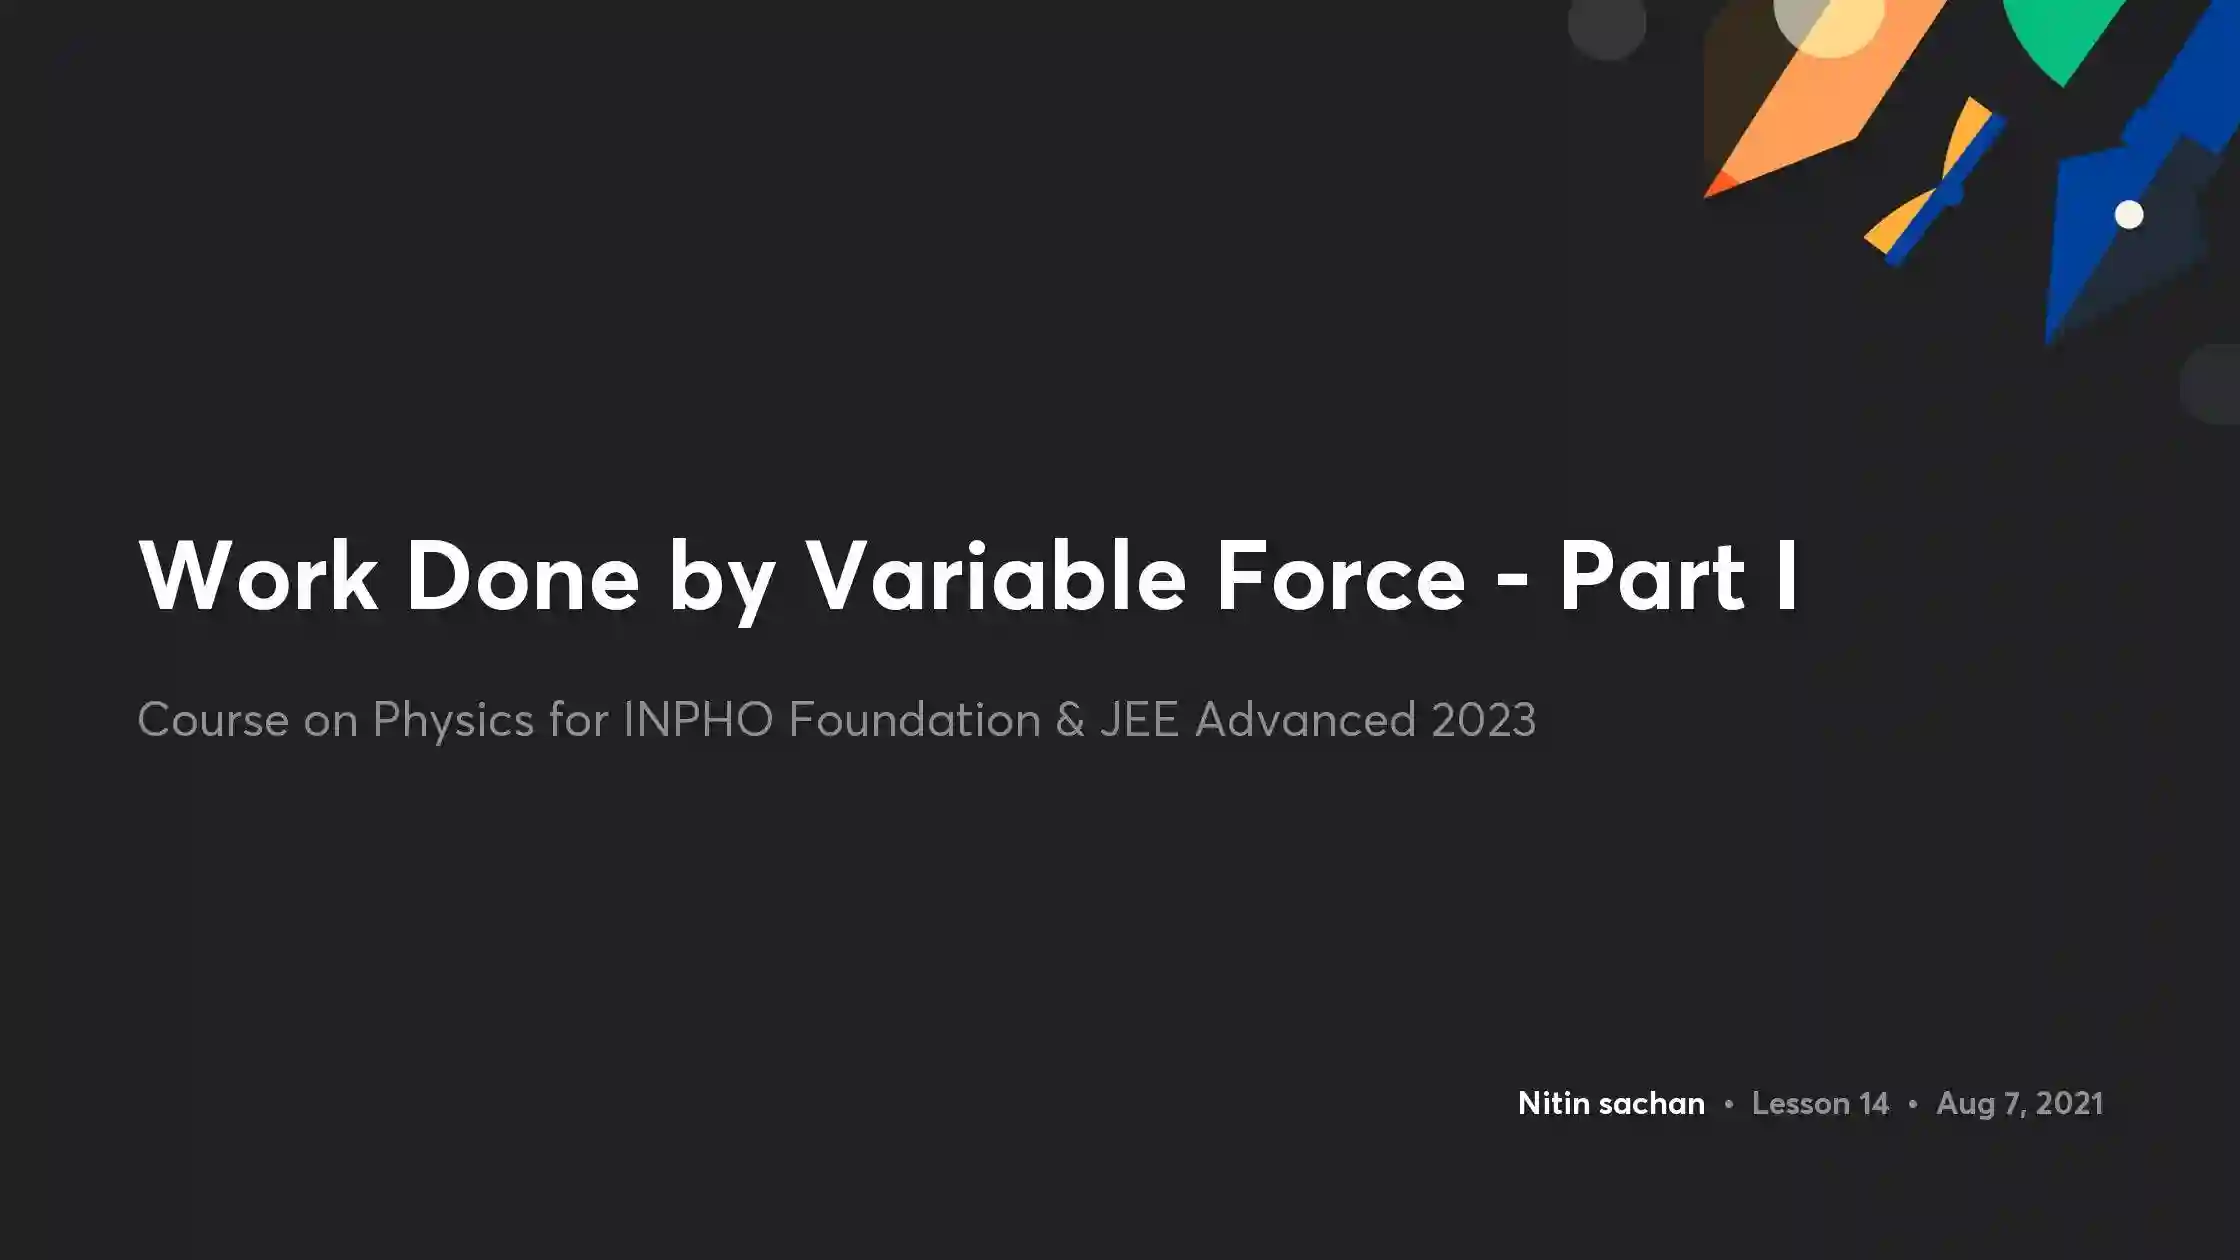 Work Done by Variable Force - Part I
Course on Physics for INPHO Foundation & JEE Advanced 2023
Nitin sachan • Lesson 14 • Aug 7, 2021